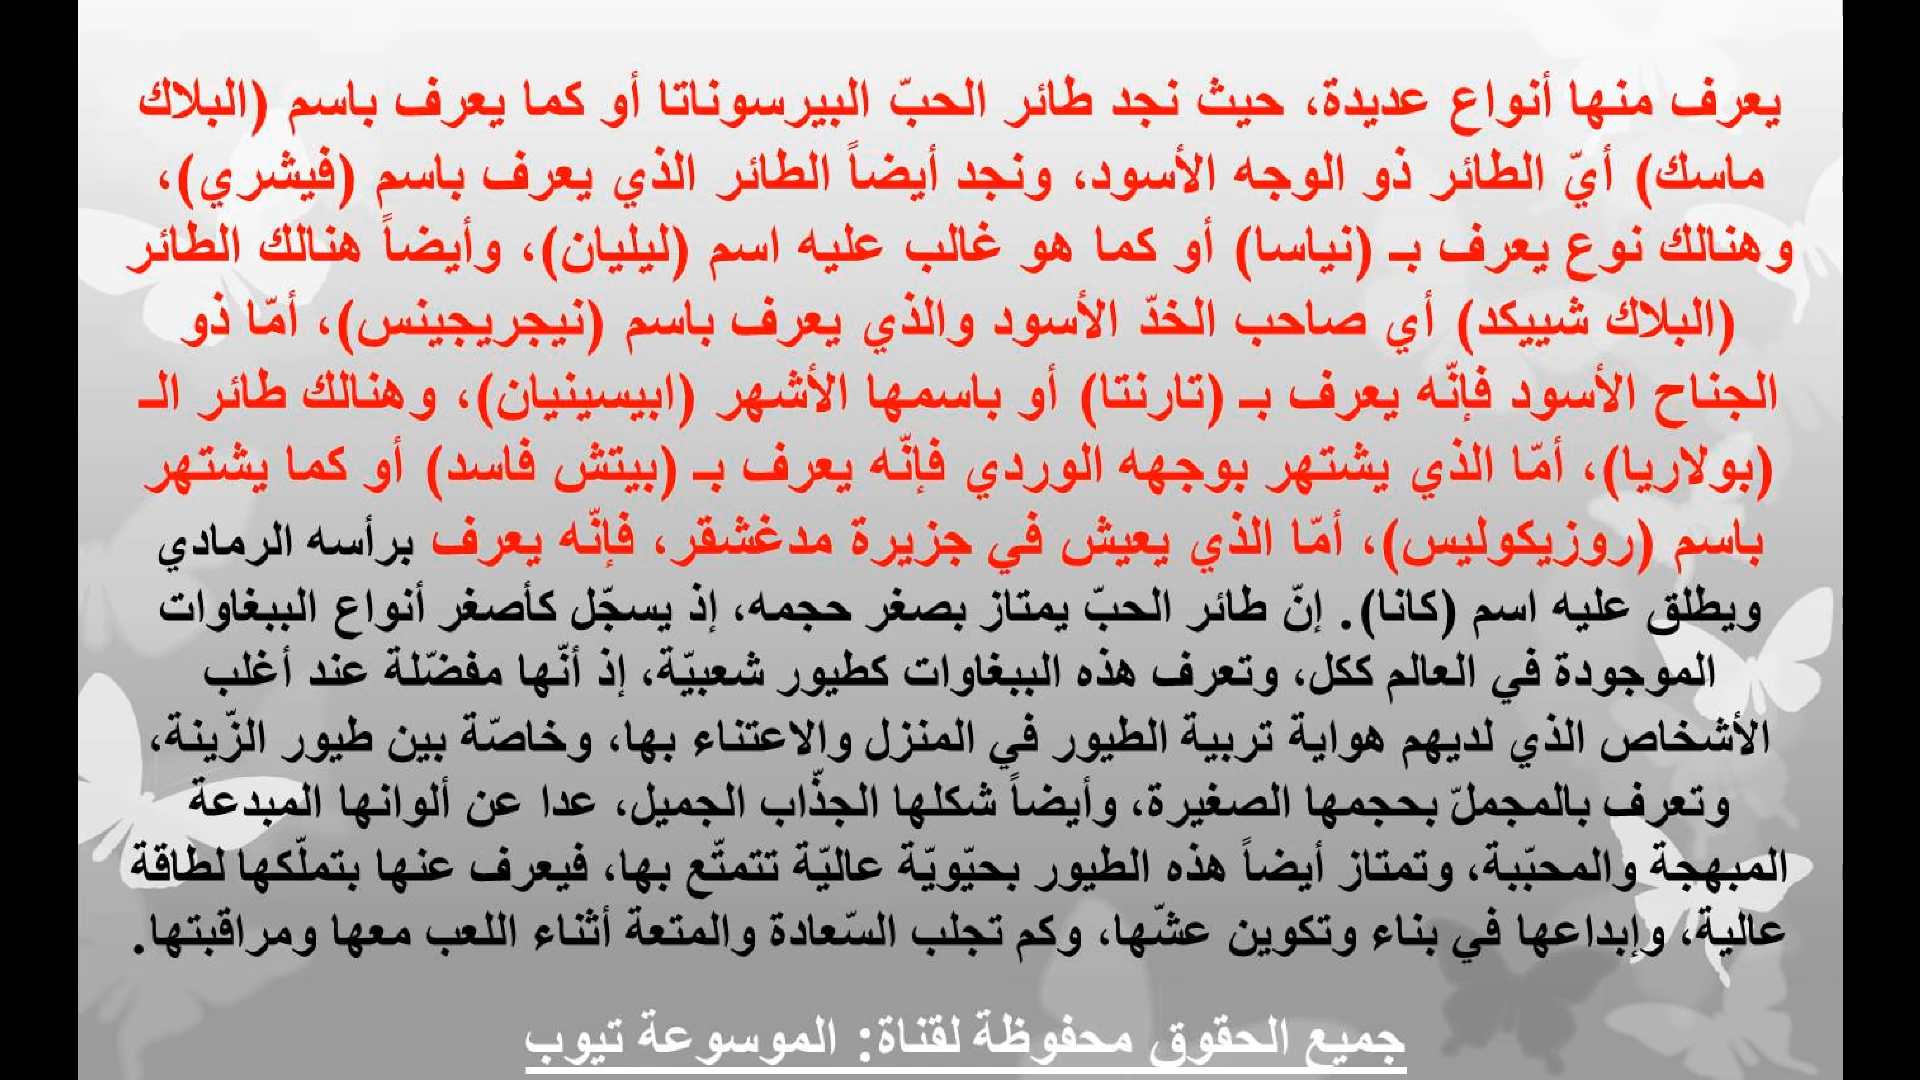 يعرف منها أنواع عديدة، حيث نجد طائر الحبّ البيرسوناتا أو كما يعرف باسم (البلاك
ماسك) أيّ الطائر ذو الوجه الأسود، ونجد أيضاً الطائر الذي يعرف باسم (فيشري)،
وهنالك نوع يعرف بـ (نياسا) أو كما هو غالب عليه اسم (ليليان)، وأيضاً هنالك الطائر
(البلاك شييكد) أي صاحب الخدّ الأسود والذي يعرف باسم (نيجريجينس)، أمّا ذو
الجناح الأسود فإنّه يعرف بـ (تارنتا) أو باسمها الأشهر (ابيسينيان)، وهنالك طائر الـ
(بولاريا)، أمّا الذي يشتهر بوجهه الوردي فإنّه يعرف بـ (بيتش فاسد) أو كما يشتهر
باسم (روزيكوليس)، أمّا الذي يعيش في جزيرة مدغشقر، فإنّه يعرف برأسه الرمادي
ويطلق عليه اسم (كانا). إنّ طائر الحبّ يمتاز بصغر حجمه، إذ يسجّل كأصغر أنواع الببغاوات
الموجودة في العالم ككل، وتعرف هذه الببغاوات كطيور شعبيّة، إذ أنّها مفضّلة عند أغلب
الأشخاص الذي لديهم هواية تربية الطيور في المنزل والاعتناء بها، وخاصّة بين طيور الزّينة،
وتعرف بالمجملّ بحجمها الصغيرة، وأيضاً شكلها الجذّاب الجميل، عدا عن ألوانها المبدعة
المبهجة والمحبّبة، وتمتاز أيضاً هذه الطيور بحيّويّة عاليّة تتمتّع بها، فيعرف عنها بتملّكها لطاقة
عالية، وإبداعها في بناء وتكوين عشّها، وكم تجلب السّعادة والمتعة أثناء اللعب معها ومراقبتها.
جميع الحقوق محفوظة لقناة: الموسوعة تيوب